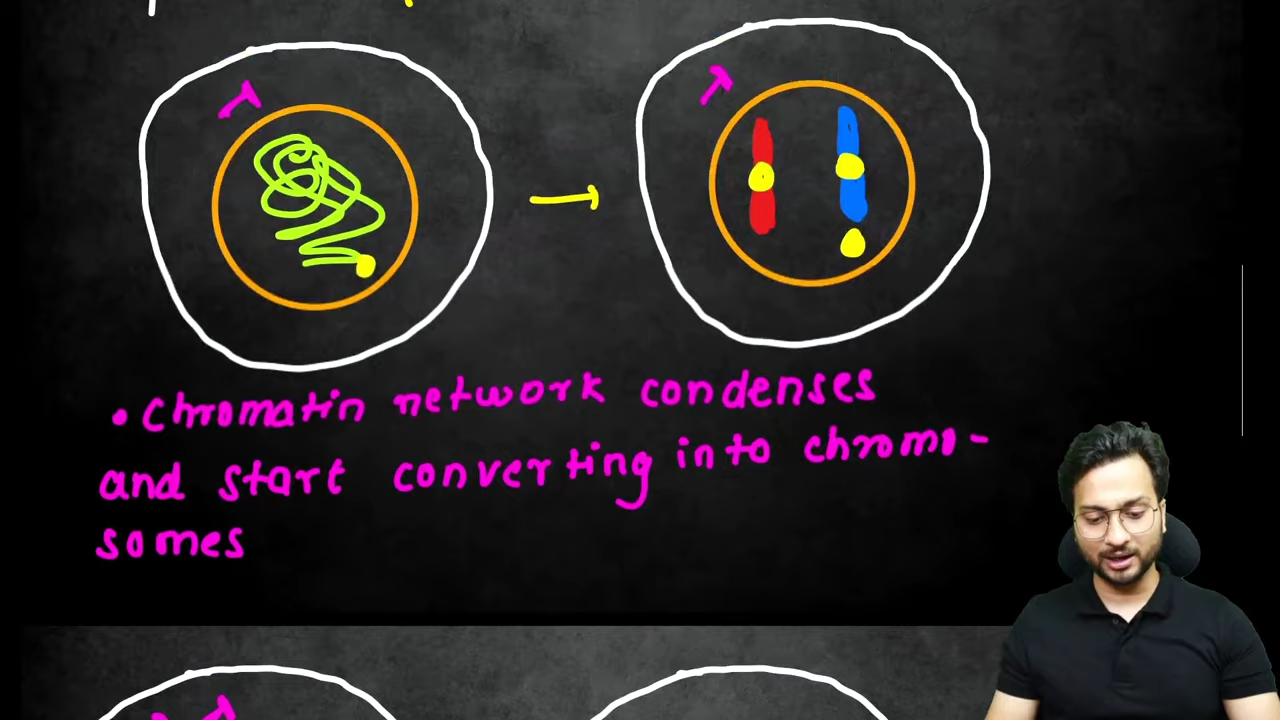 • Chromatin network condenses
and start converting into chromo-
somes